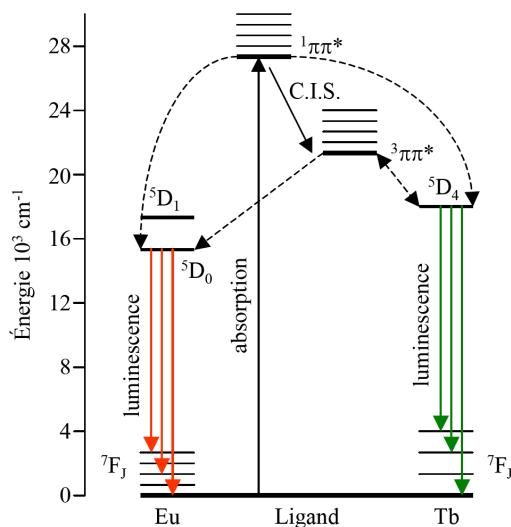 28
24
20
16
12
8
4
0
Énergie 10³ cm⁻¹
¹ππ*
C.I.S.
³ππ*
⁵D₁
⁵D₀
⁵D₄
luminescence
absorption
luminescence
⁷F_J
⁷F_J
Eu
Ligand
Tb